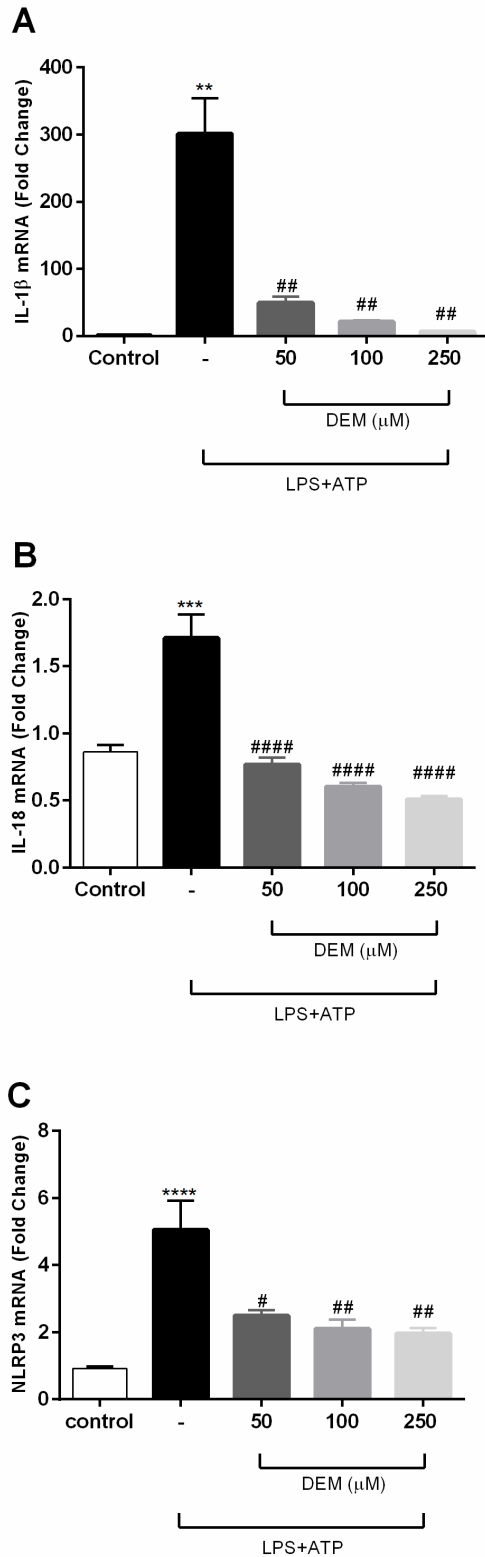 A
IL-1β mRNA (Fold Change)
400
300
200
100
0
**
##
##
##
Control
-
50
100
250
DEM (μM)
LPS+ATP
B
IL-18 mRNA (Fold Change)
2.0
1.5
1.0
0.5
0.0
***
####
####
####
Control
-
50
100
250
DEM (μM)
LPS+ATP
C
NLRP3 mRNA (Fold Change)
8
6
4
2
0
****
#
##
##
control
-
50
100
250
DEM (μM)
LPS+ATP